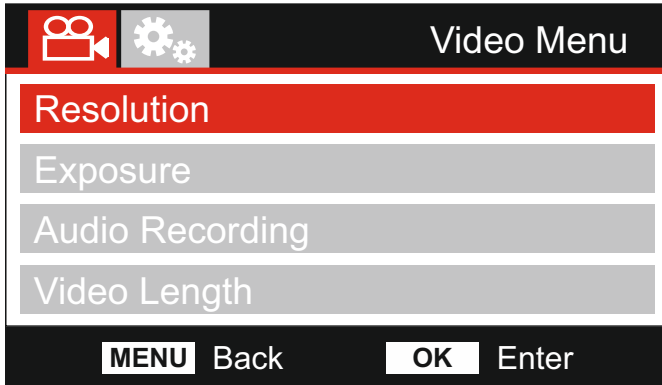 Video Menu
Resolution
Exposure
Audio Recording
Video Length
MENU Back OK Enter